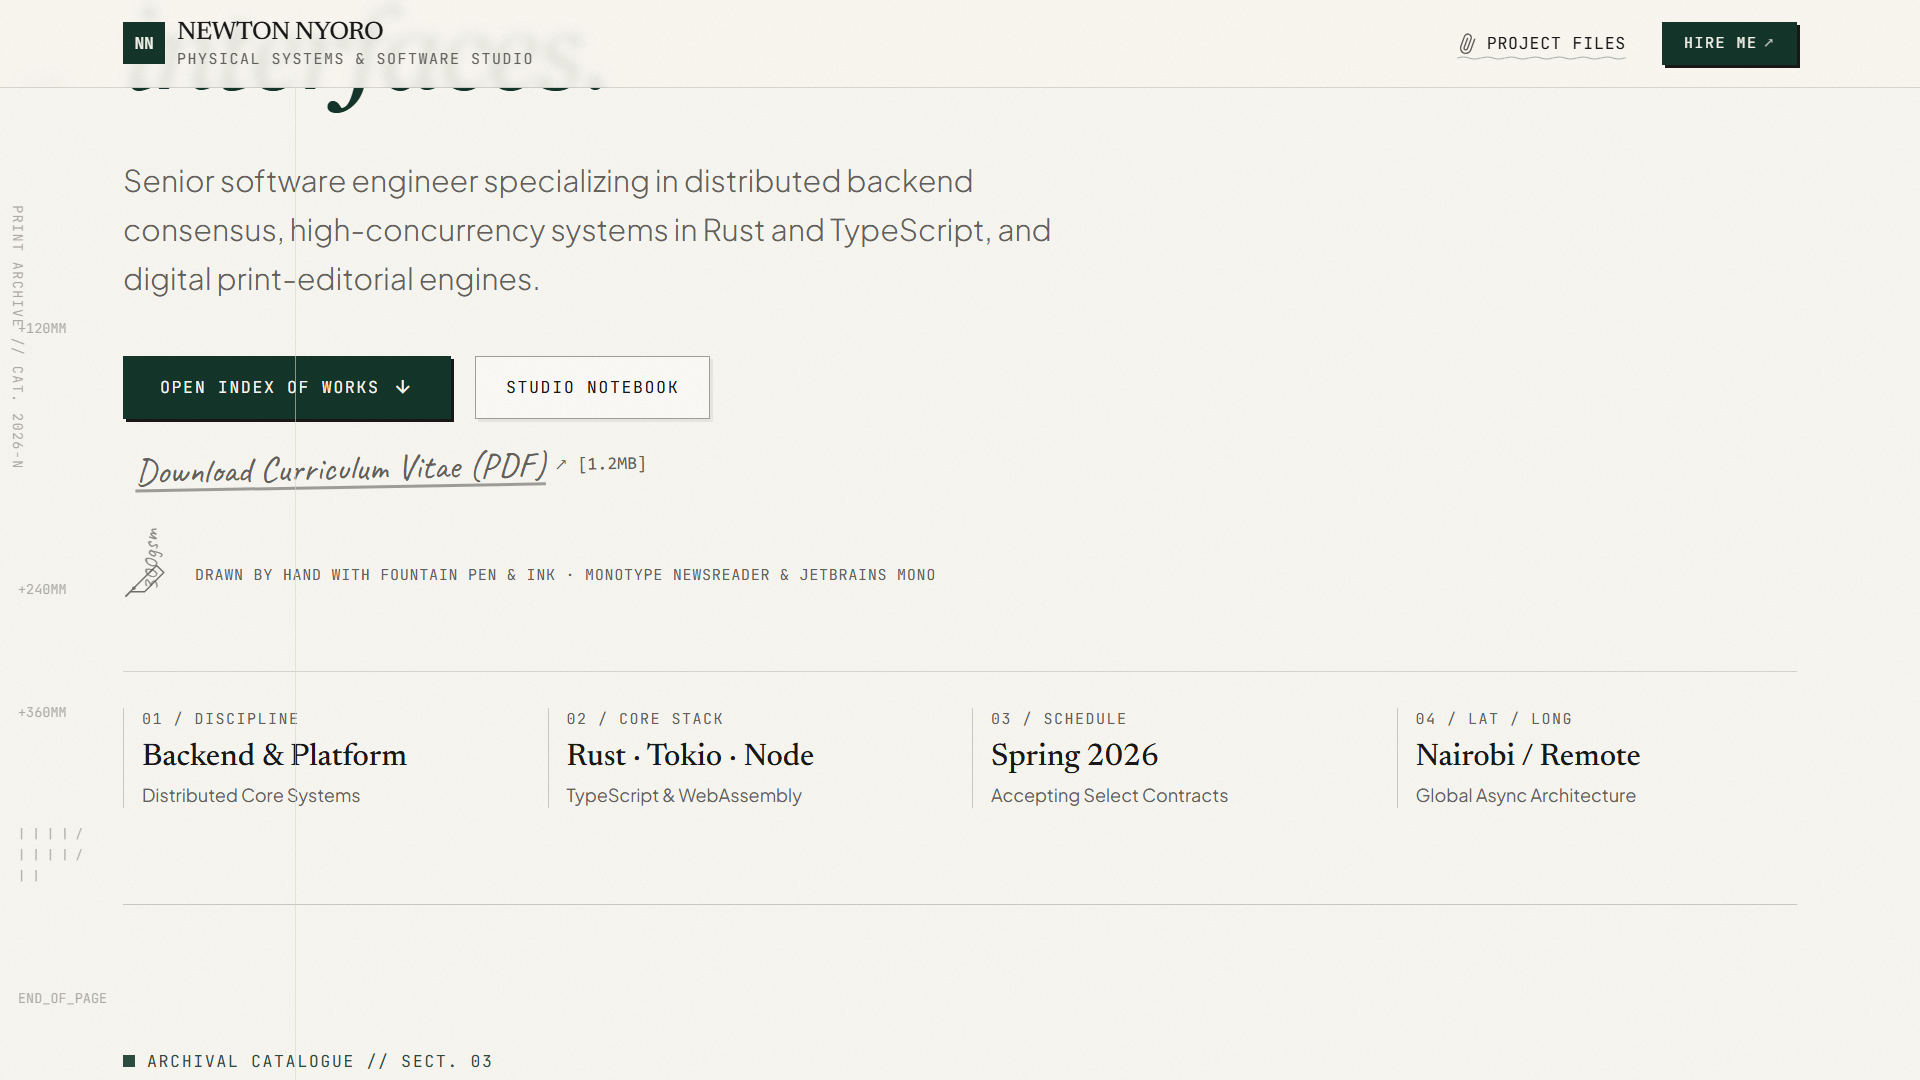 NN
NEWTON NYORO
PHYSICAL SYSTEMS & SOFTWARE STUDIO
PROJECT FILES
HIRE ME ↗
interfaces.
Senior software engineer specializing in distributed backend
consensus, high-concurrency systems in Rust and TypeScript, and
digital print-editorial engines.
PRINT ARCHIVE // CAT. 2026-N
+120MM
OPEN INDEX OF WORKS ↓
STUDIO NOTEBOOK
Download Curriculum Vitae (PDF) ↗ [1.2MB]
300gsm
DRAWN BY HAND WITH FOUNTAIN PEN & INK · MONOTYPE NEWSREADER & JETBRAINS MONO
+240MM
+360MM
01 / DISCIPLINE
Backend & Platform
Distributed Core Systems
02 / CORE STACK
Rust · Tokio · Node
TypeScript & WebAssembly
03 / SCHEDULE
Spring 2026
Accepting Select Contracts
04 / LAT / LONG
Nairobi / Remote
Global Async Architecture
| | | | /
| | | | /
| |
END_OF_PAGE
ARCHIVAL CATALOGUE // SECT. 03